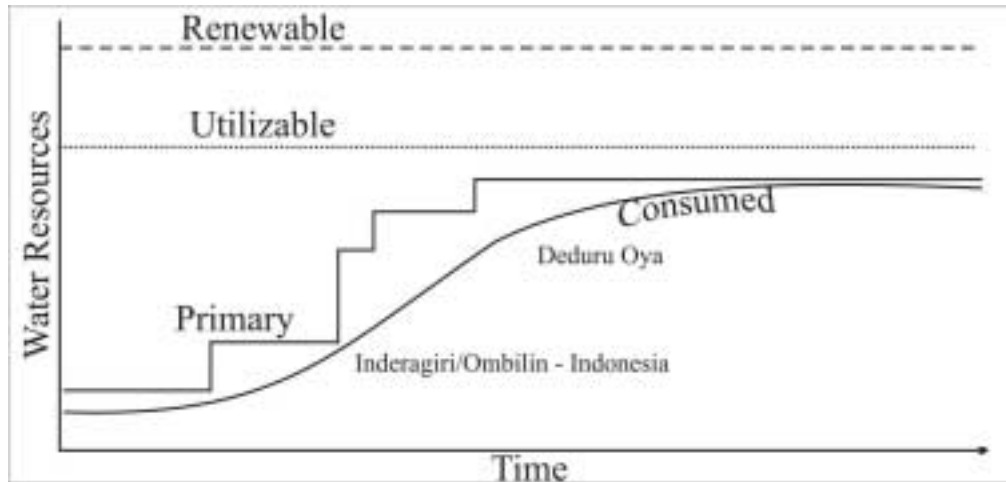 Renewable
Utilizable
Water Resources
Consumed
Deduru Oya
Primary
Inderagiri/Ombilin - Indonesia
Time